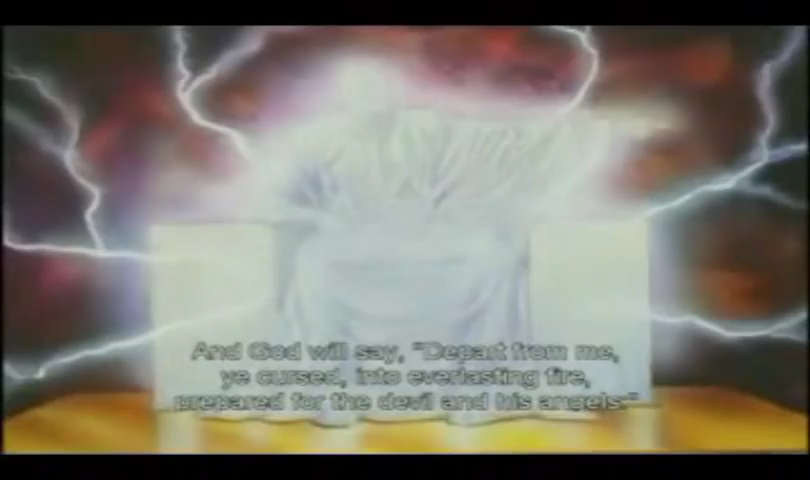 And God will say, "Depart from me,
ye cursed, into everlasting fire,
prepared for the devil and his angels."